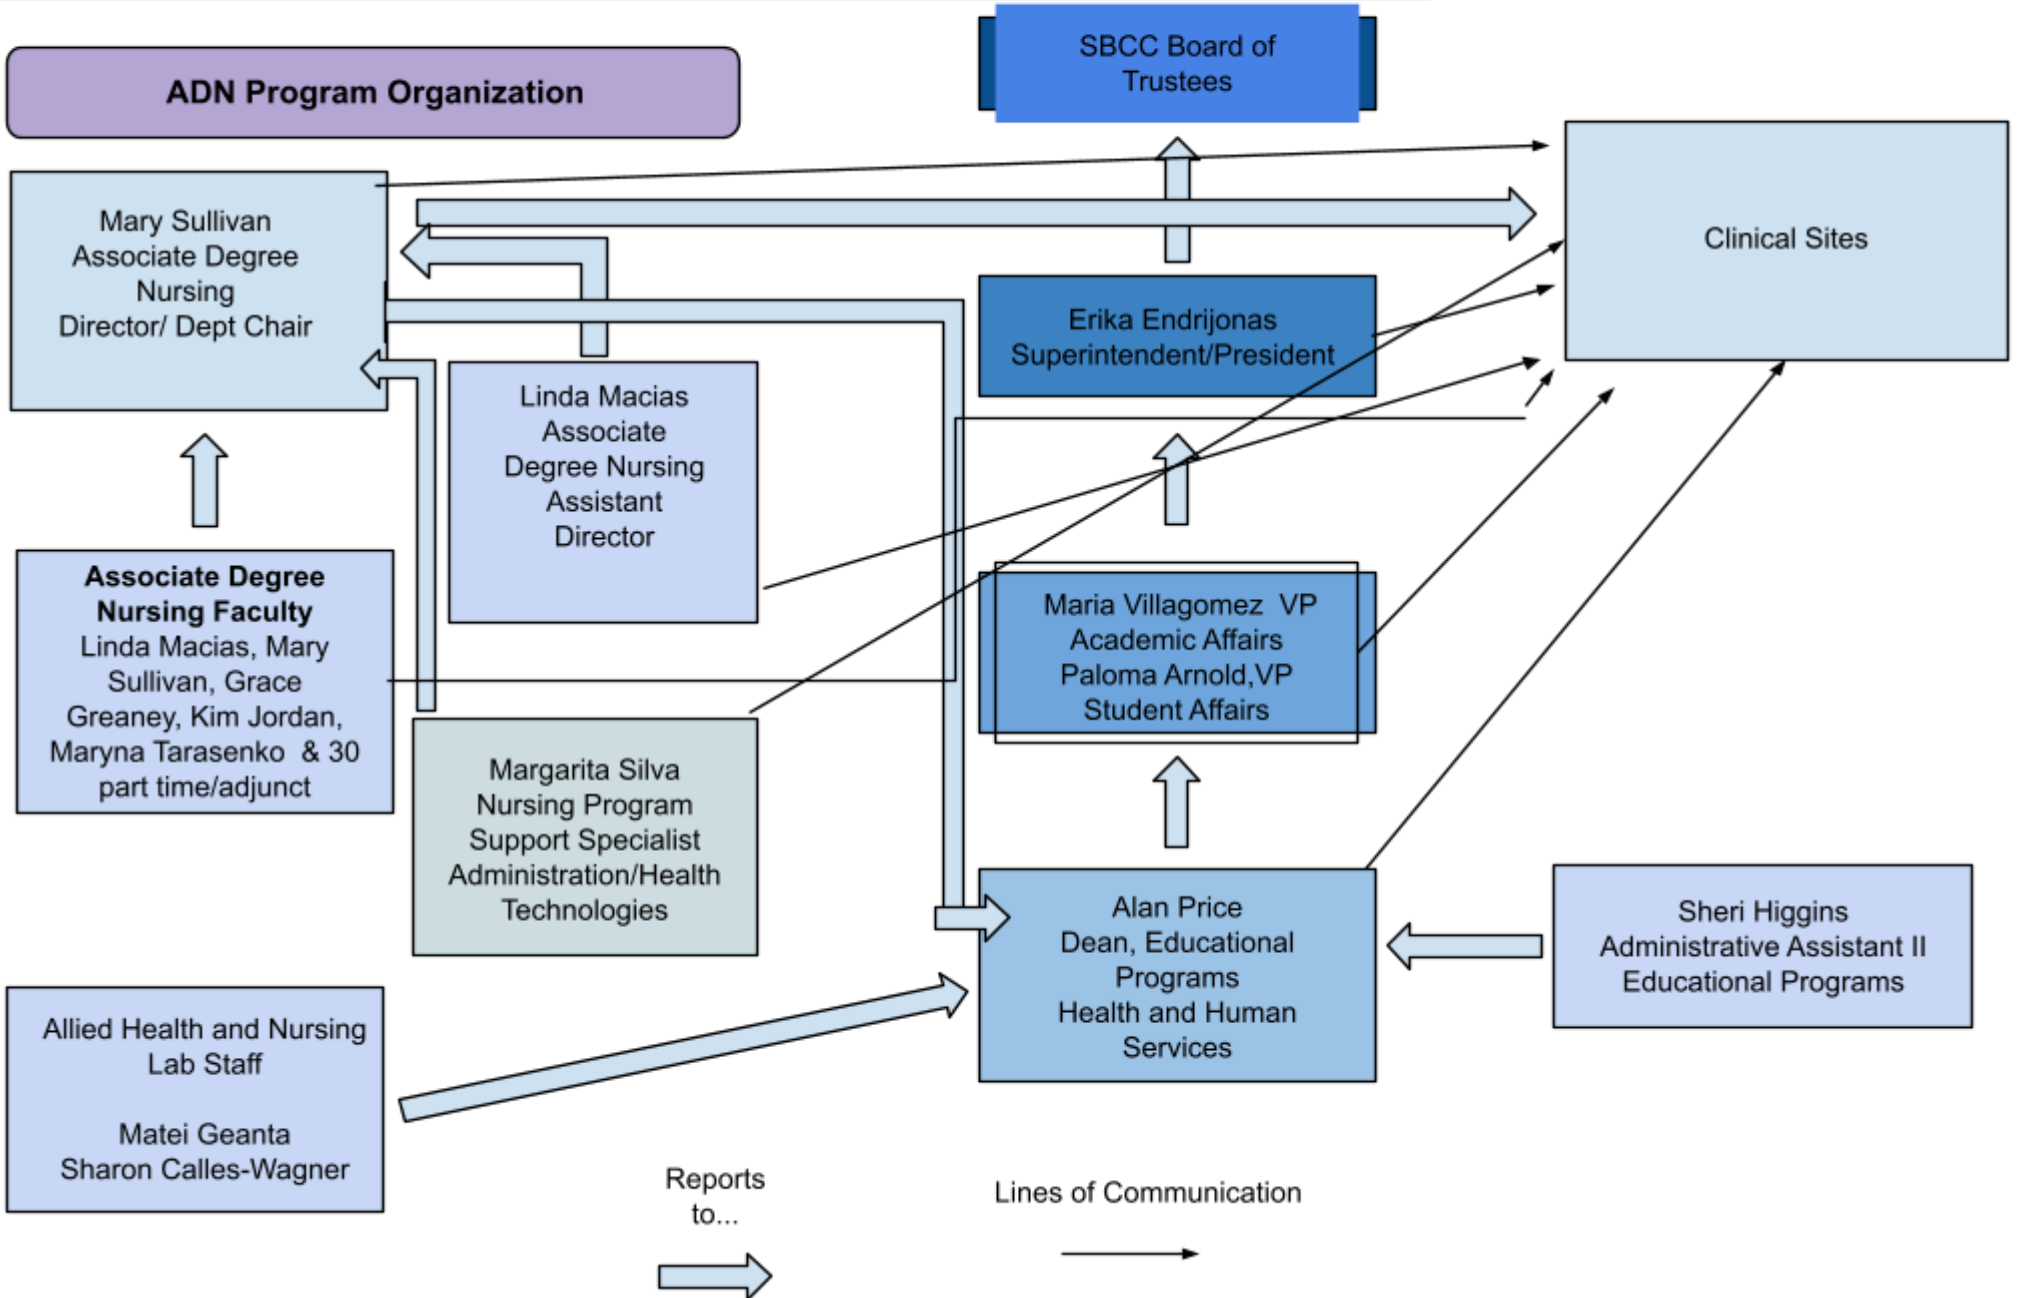 ADN Program Organization
SBCC Board of
Trustees
Mary Sullivan
Associate Degree
Nursing
Director/ Dept Chair
Clinical Sites
Erika Endrijonas
Superintendent/President
Linda Macias
Associate
Degree Nursing
Assistant
Director
Associate Degree
Nursing Faculty
Linda Macias, Mary
Sullivan, Grace
Greaney, Kim Jordan,
Maryna Tarasenko & 30
part time/adjunct
Maria Villagomez VP
Academic Affairs
Paloma Arnold,VP
Student Affairs
Margarita Silva
Nursing Program
Support Specialist
Administration/Health
Technologies
Alan Price
Dean, Educational
Programs
Health and Human
Services
Sheri Higgins
Administrative Assistant II
Educational Programs
Allied Health and Nursing
Lab Staff
Matei Geanta
Sharon Calles-Wagner
Reports
to...
Lines of Communication